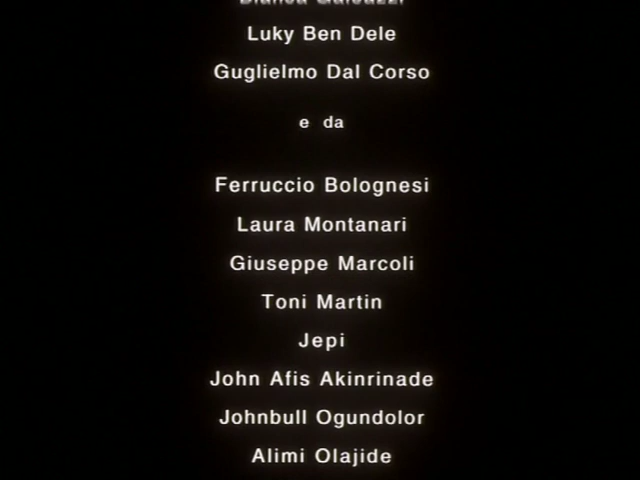 Luky Ben Dele
Guglielmo Dal Corso
e da
Ferruccio Bolognesi
Laura Montanari
Giuseppe Marcoli
Toni Martin
Jepi
John Afis Akinrinade
Johnbull Ogundolor
Alimi Olajide